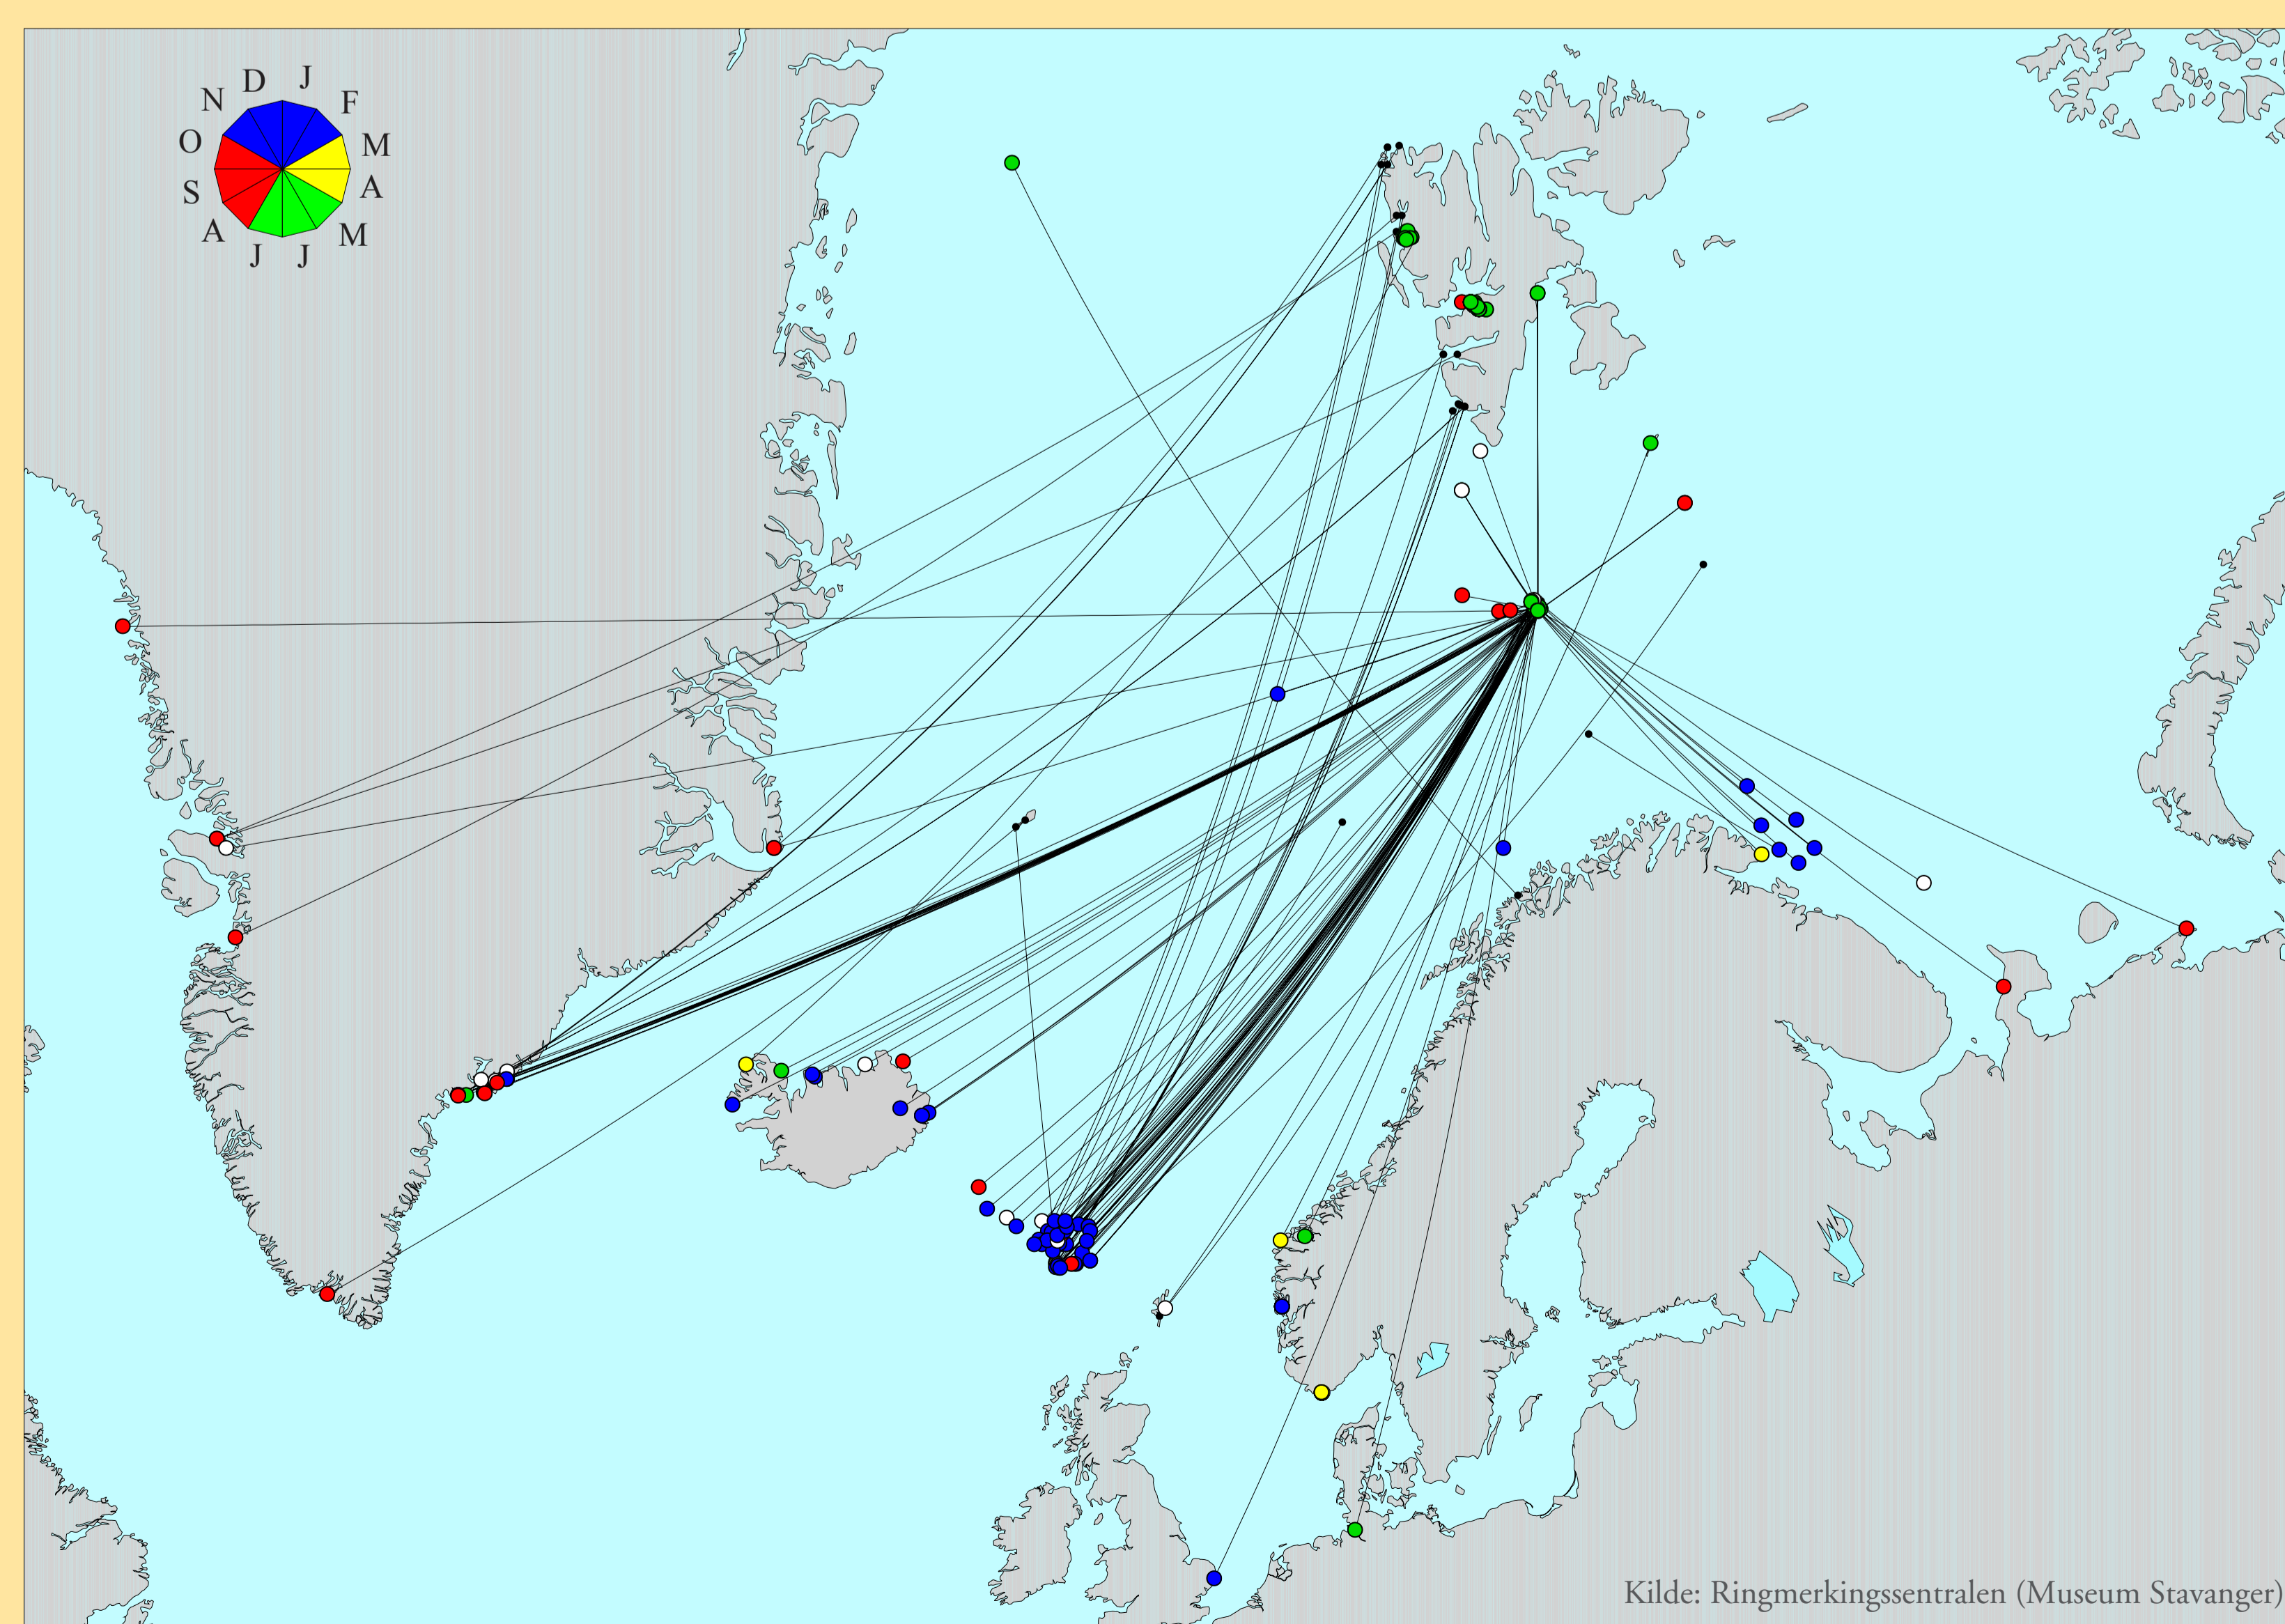 D J
N F
O M
S A
A M
J J
Kilde: Ringmerkingssentralen (Museum Stavanger)